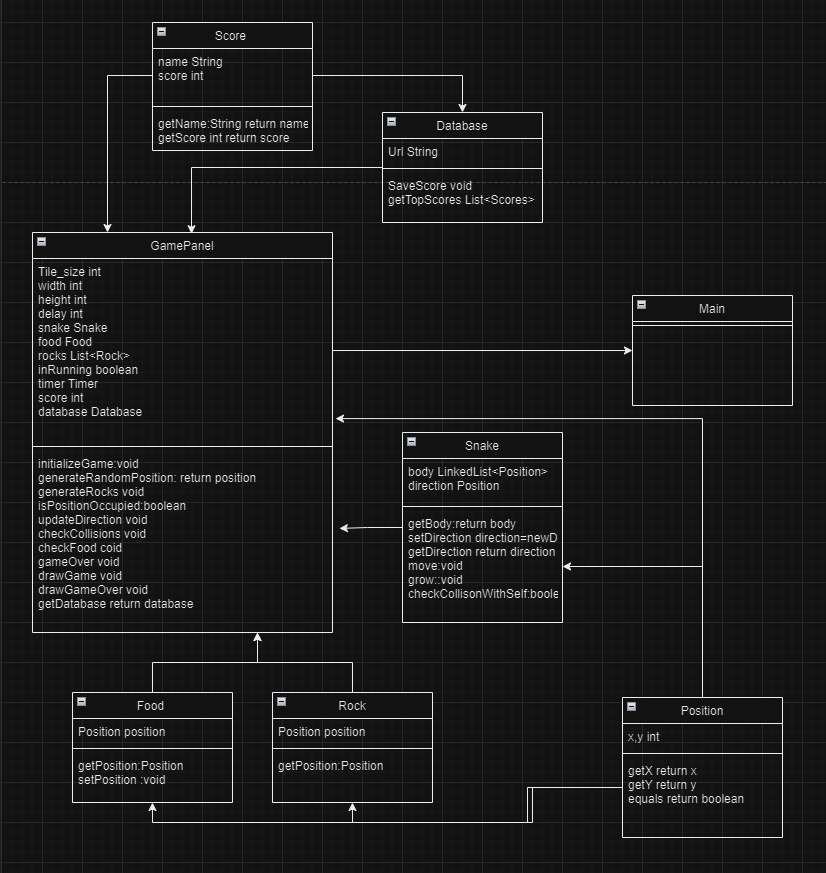 Score
name String
score int
getName:String return name
getScore int return score
Database
Url String
SaveScore void
getTopScores List<Scores>
GamePanel
Tile_size int
width int
height int
delay int
snake Snake
food Food
rocks List<Rock>
inRunning boolean
timer Timer
score int
database Database
initializeGame:void
generateRandomPosition: return position
generateRocks void
isPositionOccupied:boolean
updateDirection void
checkCollisions void
checkFood coid
gameOver void
drawGame void
drawGameOver void
getDatabase return database
Main
Snake
body LinkedList<Position>
direction Position
getBody:return body
setDirection direction=newD
getDirection return direction
move:void
grow::void
checkCollisonWithSelf:boole
Food
Position position
getPosition:Position
setPosition :void
Rock
Position position
getPosition:Position
Position
x,y int
getX return x
getY return y
equals return boolean